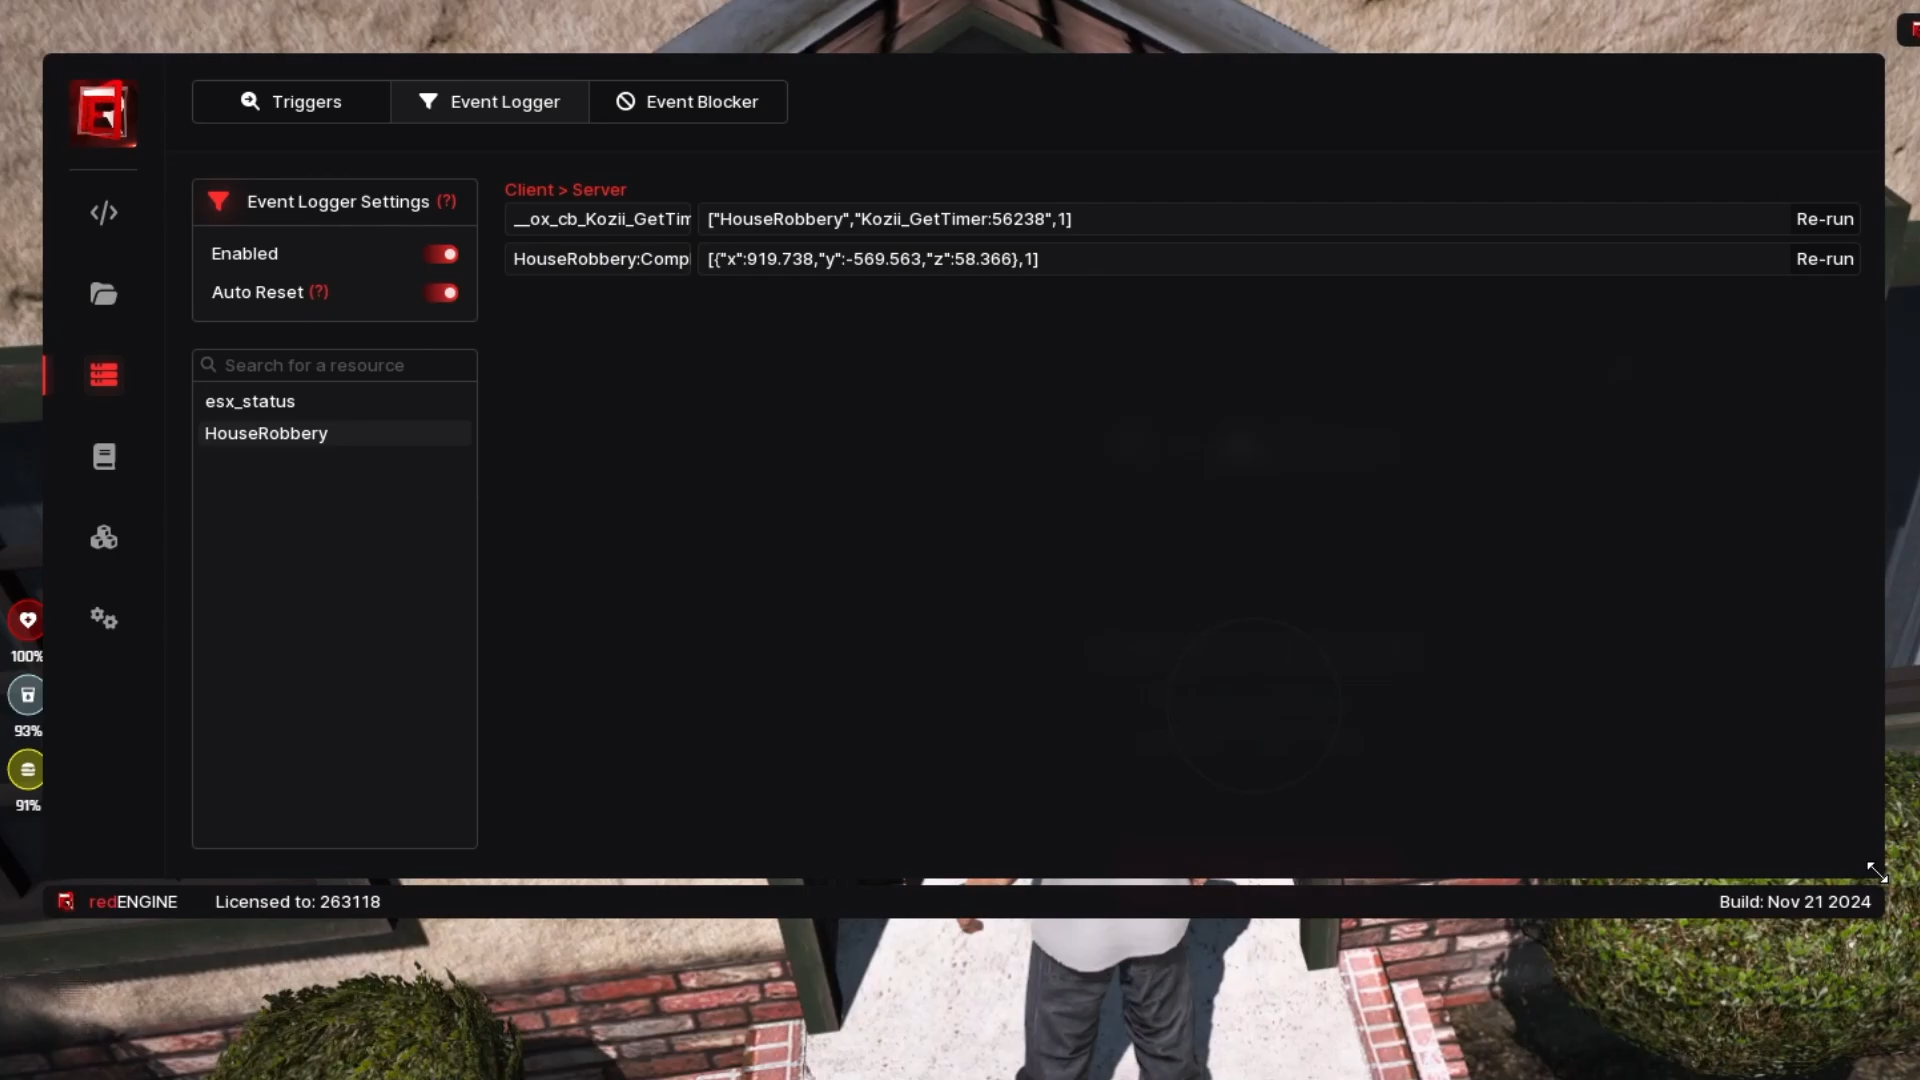 Triggers
Event Logger
Event Blocker
Event Logger Settings (?)
Enabled
Auto Reset (?)
Search for a resource
esx_status
HouseRobbery
Client > Server
__ox_cb_Kozii_GetTim
["HouseRobbery","Kozii_GetTimer:56238",1]
Re-run
HouseRobbery:Compl
[{"x":919.738,"y":-569.563,"z":58.366},1]
Re-run
100%
93%
91%
redENGINE
Licensed to: 263118
Build: Nov 21 2024